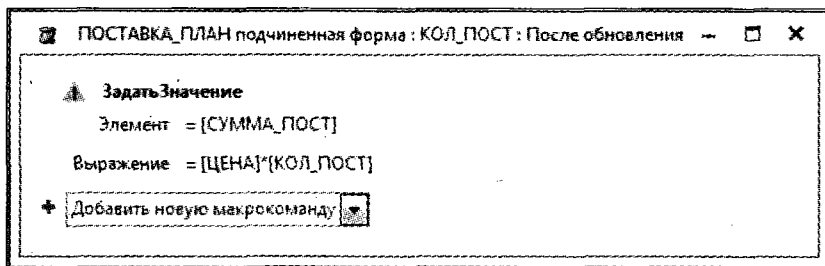 ПОСТАВКА_ПЛАН подчиненная форма : КОЛ_ПОСТ : После обновления
ЗадатьЗначение
Элемент = [СУММА_ПОСТ]
Выражение = [ЦЕНА]*[КОЛ_ПОСТ]
Добавить новую макрокоманду